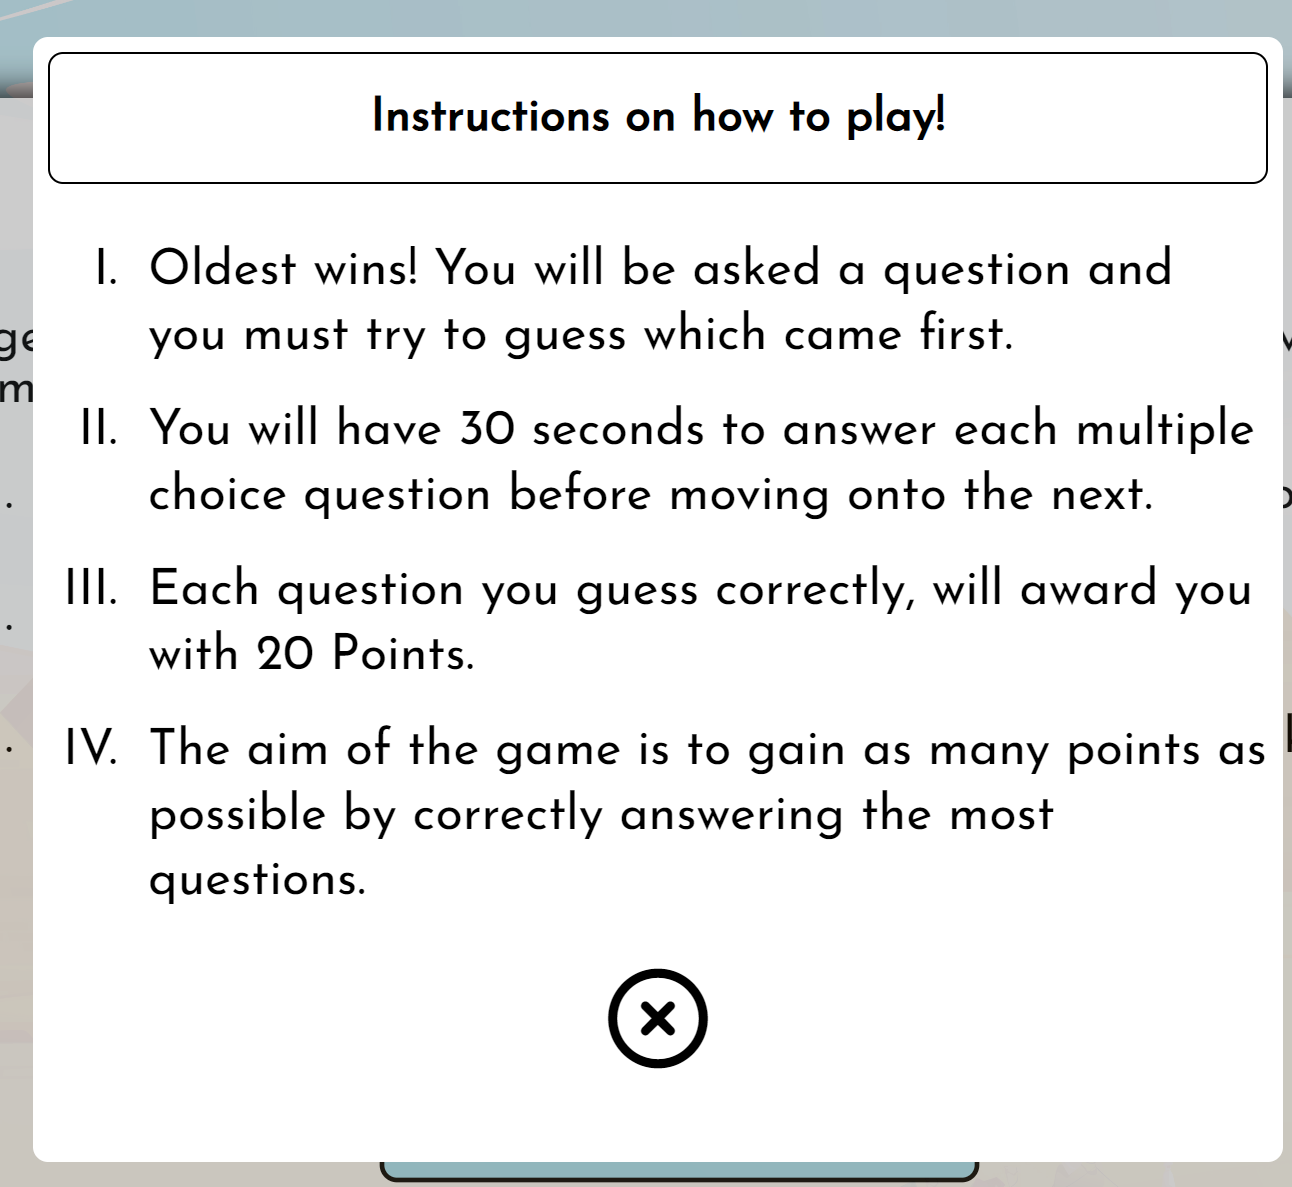 Instructions on how to play!
I. Oldest wins! You will be asked a question and
you must try to guess which came first.
II. You will have 30 seconds to answer each multiple
choice question before moving onto the next.
III. Each question you guess correctly, will award you
with 20 Points.
IV. The aim of the game is to gain as many points as
possible by correctly answering the most
questions.